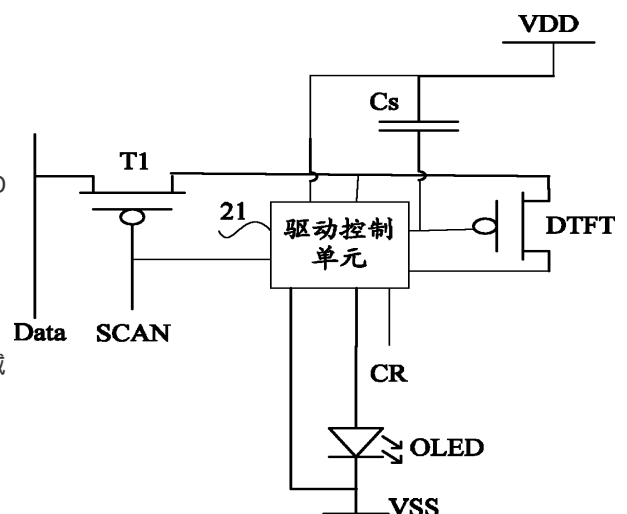 VDD
Cs
T1
21
驱动控制
单元
DTFT
Data
SCAN
CR
OLED
VSS